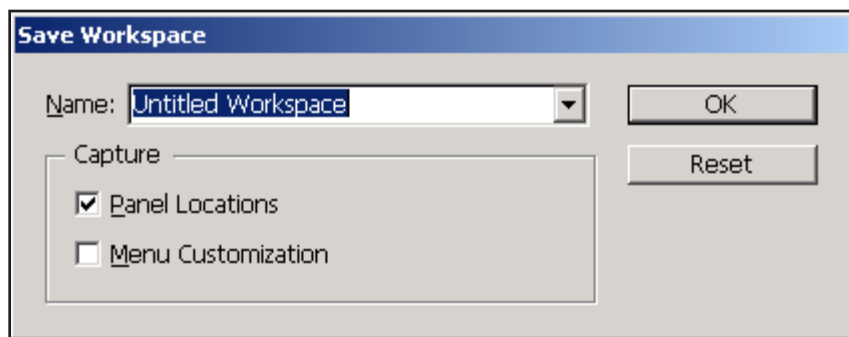 Save Workspace
Name: Untitled Workspace
OK
Capture
Reset
Panel Locations
Menu Customization